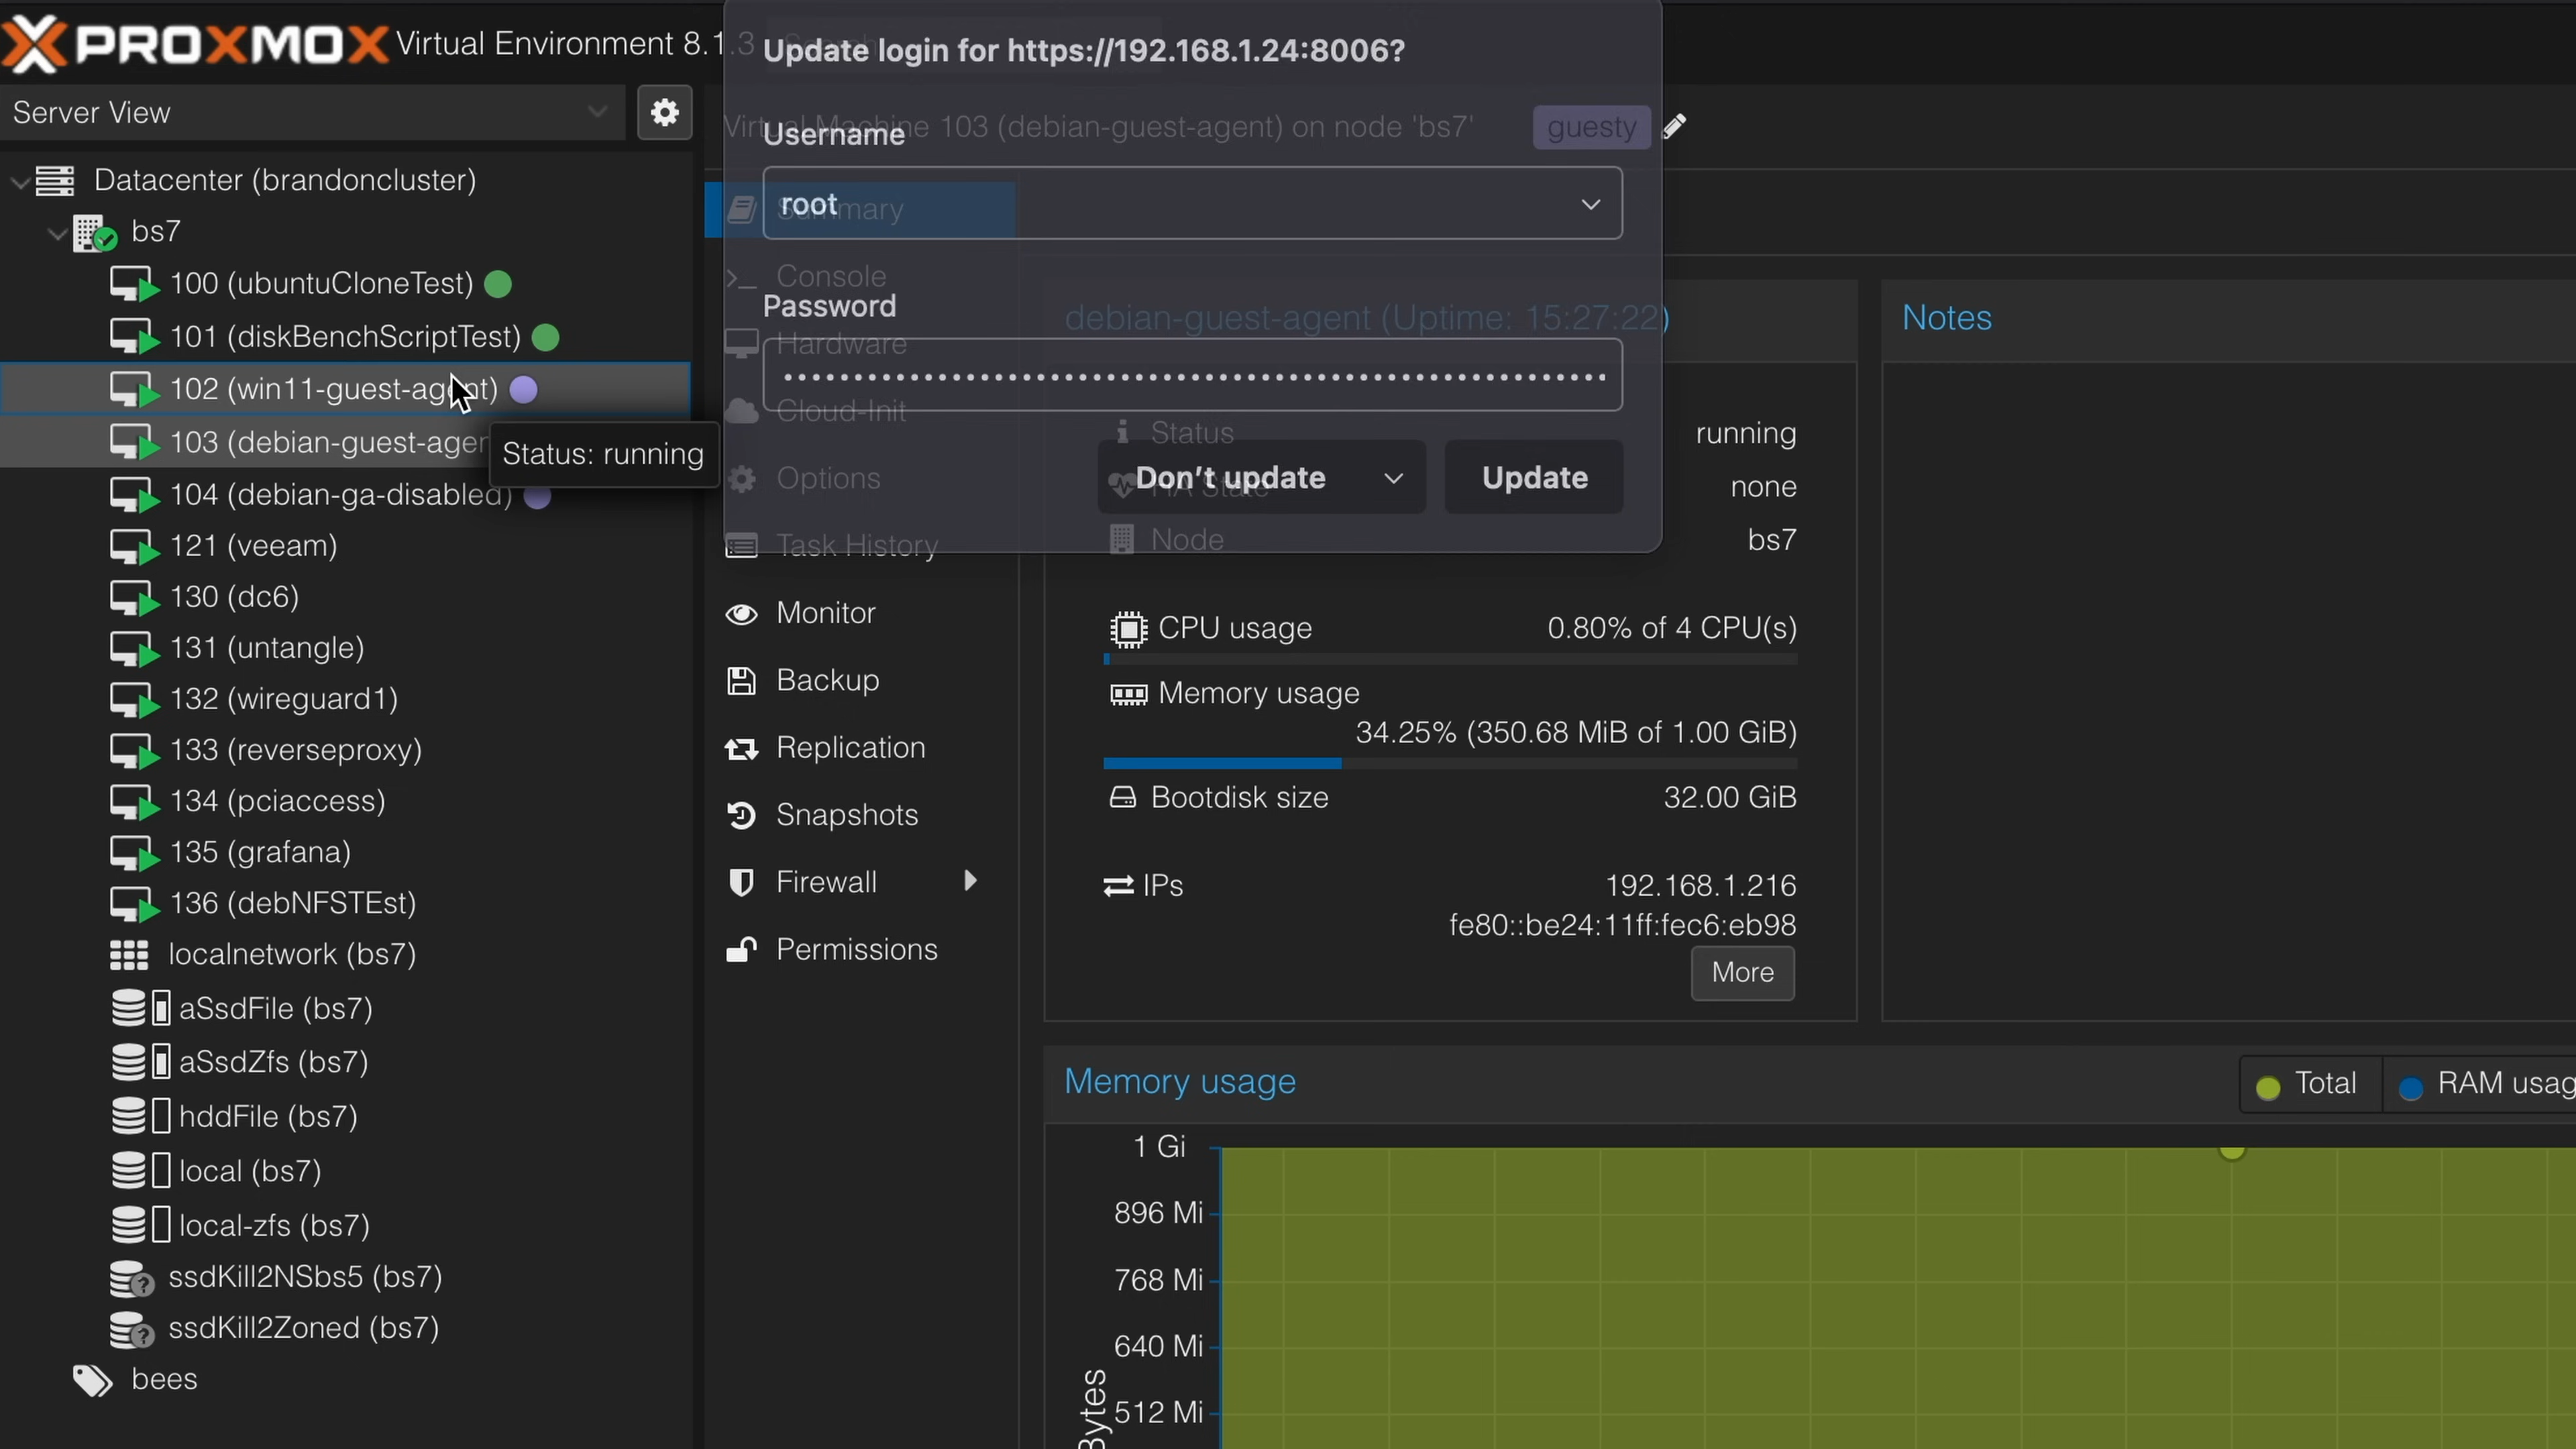 PROXMOX Virtual Environment 8.1.3
Server View
Datacenter (brandoncluster)
bs7
100 (ubuntuCloneTest)
101 (diskBenchScriptTest)
102 (win11-guest-agent)
103 (debian-guest-agen
Status: running
104 (debian-ga-disabled)
121 (veeam)
130 (dc6)
131 (untangle)
132 (wireguard1)
133 (reverseproxy)
134 (pciaccess)
135 (grafana)
136 (debNFSTEst)
localnetwork (bs7)
aSsdFile (bs7)
aSsdZfs (bs7)
hddFile (bs7)
local (bs7)
local-zfs (bs7)
ssdKill2NSbs5 (bs7)
ssdKill2Zoned (bs7)
bees
Update login for https://192.168.1.24:8006?
Virtual Machine 103 (debian-guest-agent) on node 'bs7'
guesty
Username
root
Password
Don't update
Update
Summary
Console
Hardware
Cloud-Init
Options
Task History
Monitor
Backup
Replication
Snapshots
Firewall
Permissions
debian-guest-agent (Uptime: 15:27:22)
Status running
HA State none
Node bs7
CPU usage 0.80% of 4 CPU(s)
Memory usage
34.25% (350.68 MiB of 1.00 GiB)
Bootdisk size 32.00 GiB
IPs 192.168.1.216
fe80::be24:11ff:fec6:eb98
More
Notes
Memory usage
Total
RAM usag
1 Gi
896 Mi
768 Mi
640 Mi
512 Mi
Bytes